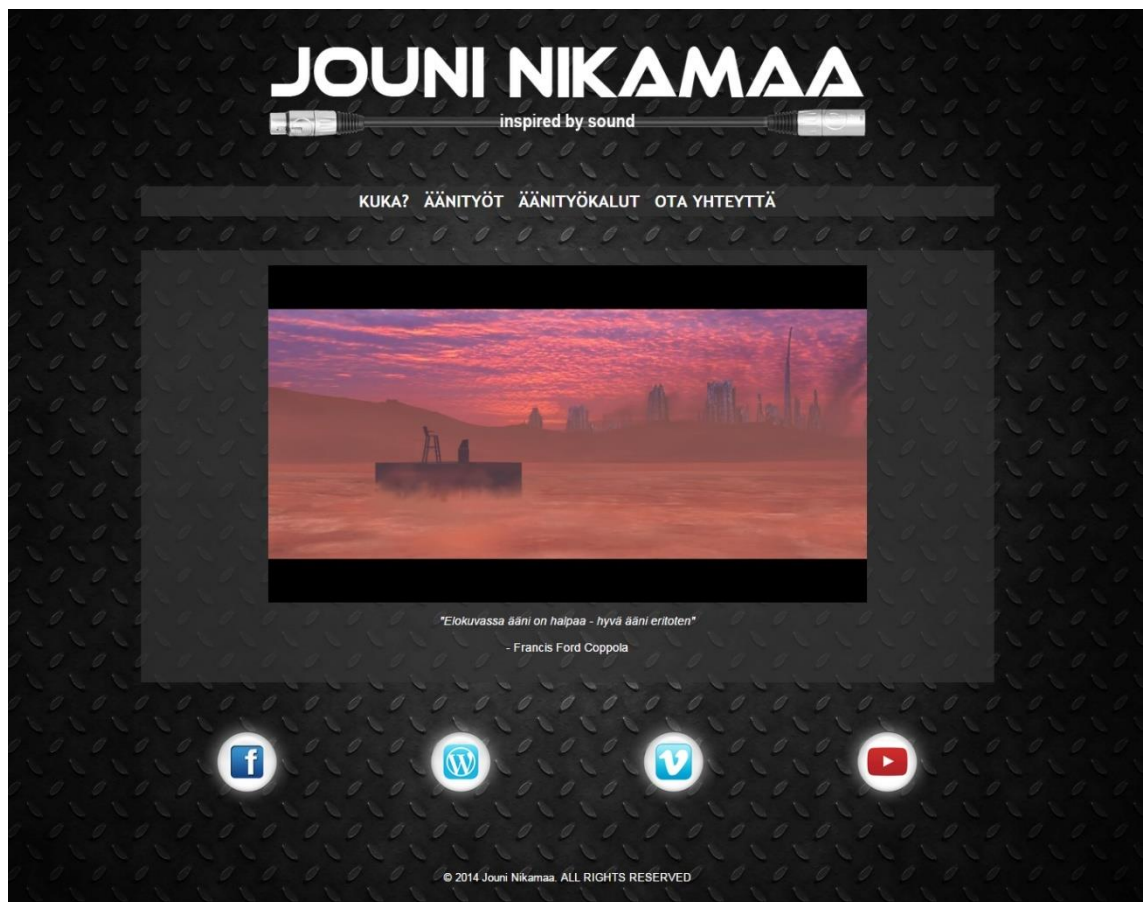 JOUNI NIKAMAA
inspired by sound
KUKA? ÄÄNITYÖT ÄÄNITYÖKALUT OTA YHTEYTTÄ
"Elokuvassa ääni on halpaa - hyvä ääni eritoten"
- Francis Ford Coppola
© 2014 Jouni Nikamaa. ALL RIGHTS RESERVED